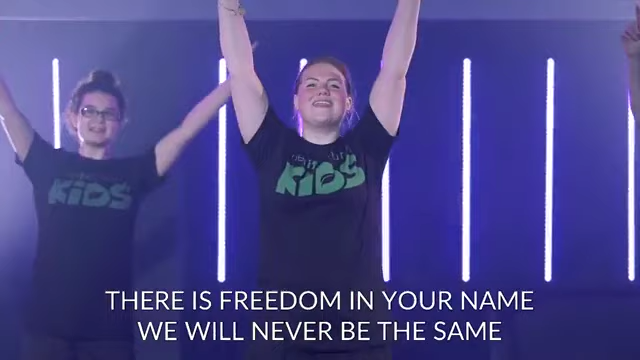 KiDS
KiDS
THERE IS FREEDOM IN YOUR NAME
WE WILL NEVER BE THE SAME